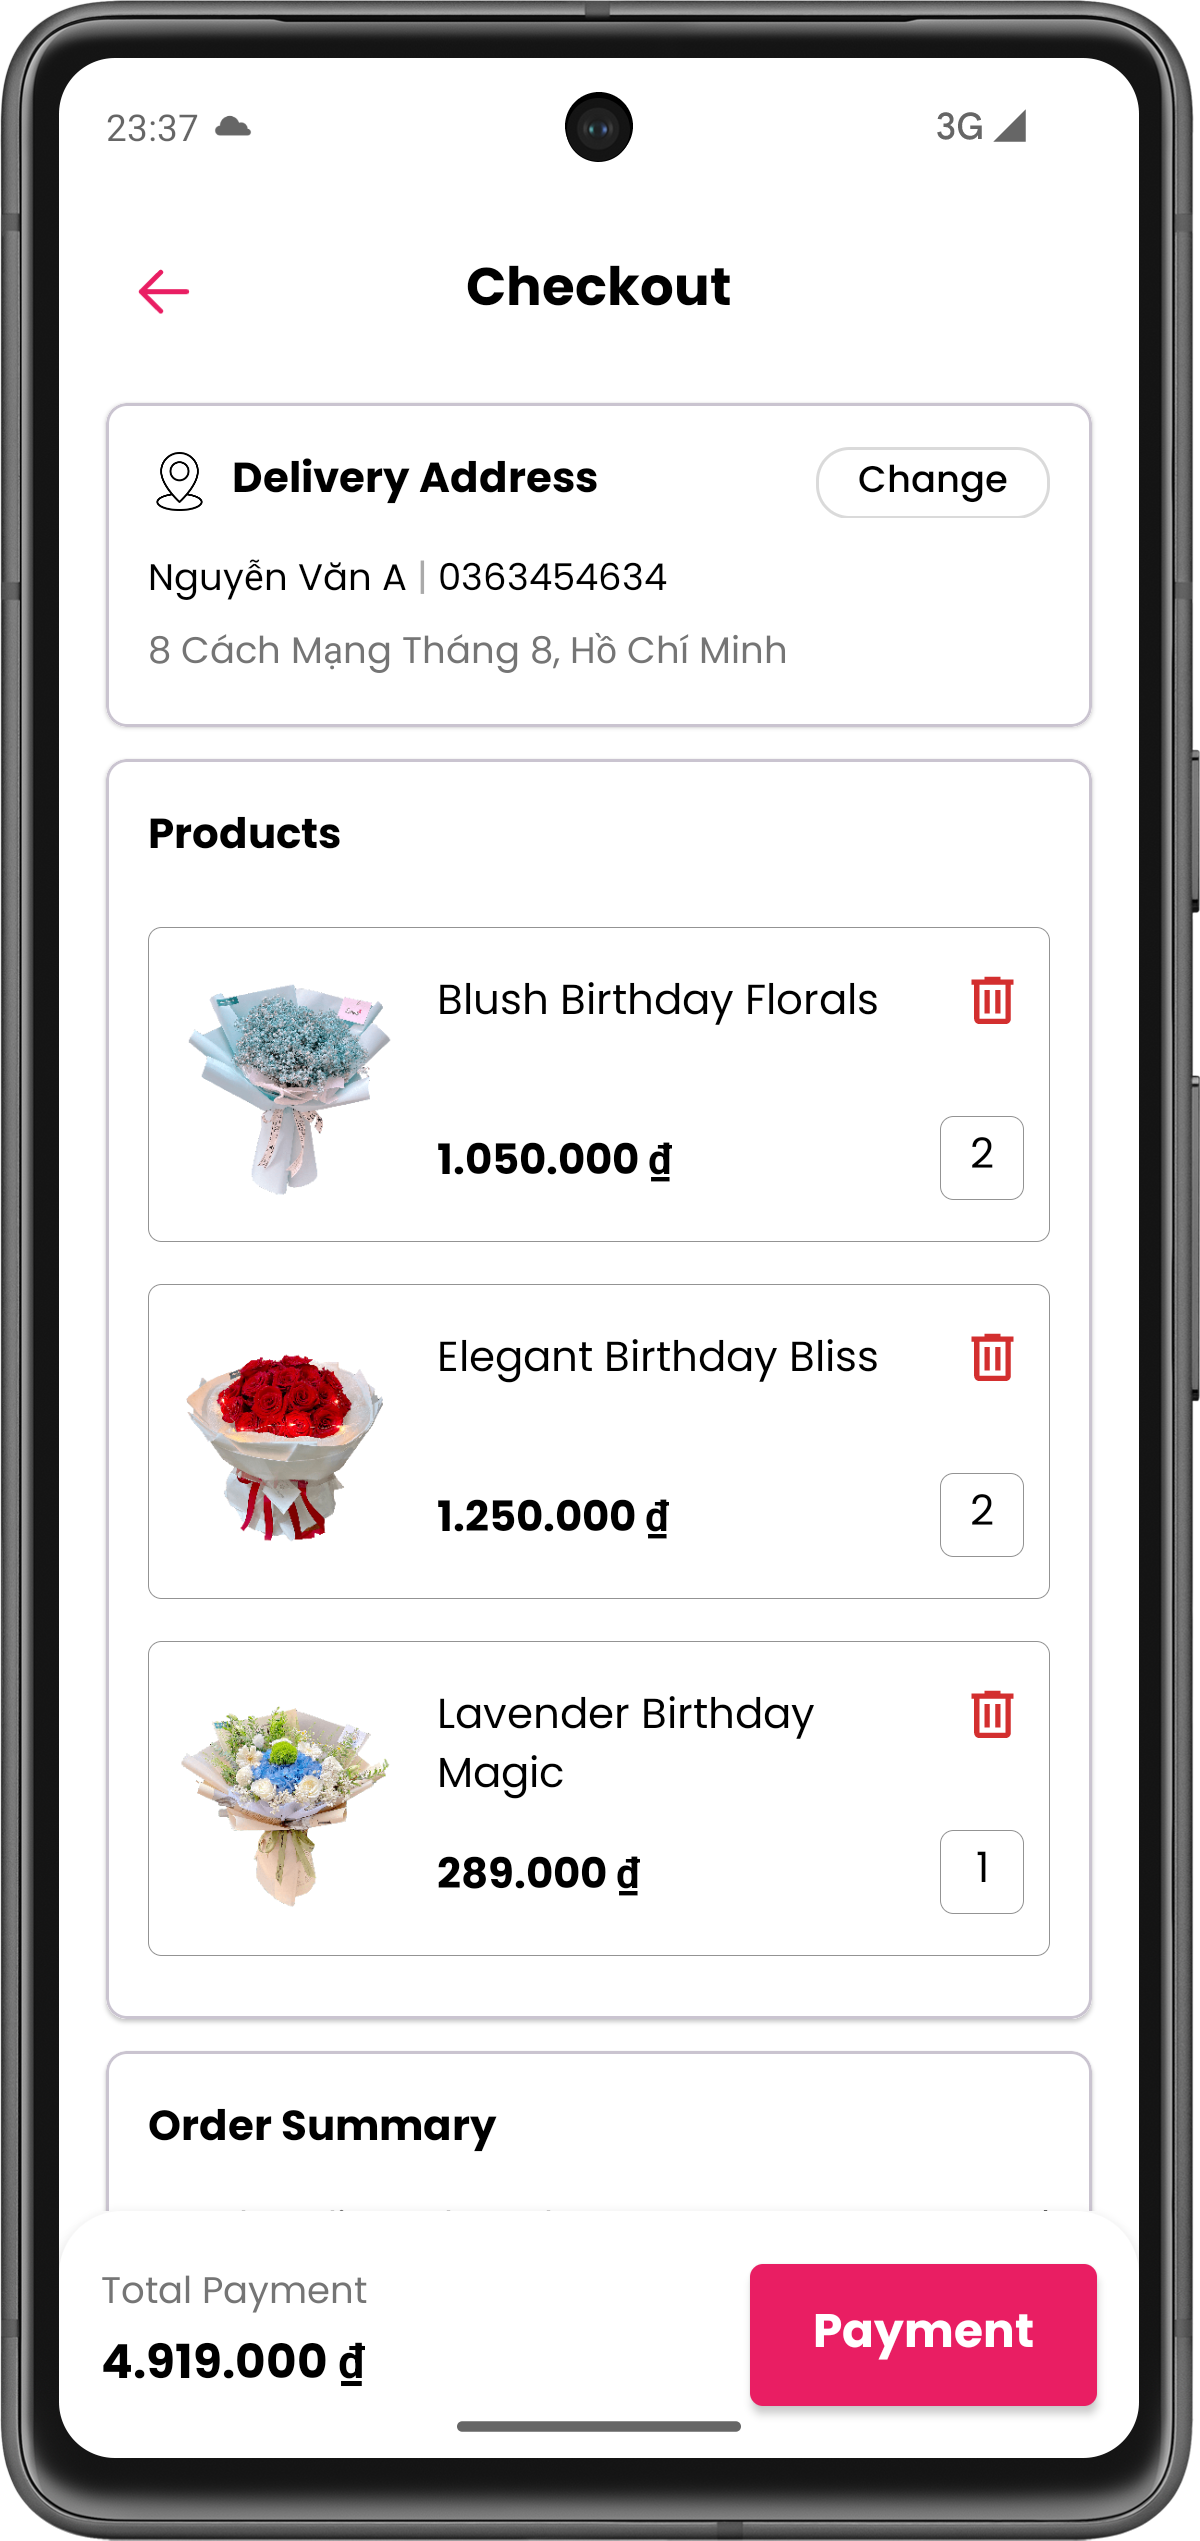 23:37
3G
Checkout
Delivery Address
Change
Nguyễn Văn A | 0363454634
8 Cách Mạng Tháng 8, Hồ Chí Minh
Products
Blush Birthday Florals
1.050.000 ₫
2
Elegant Birthday Bliss
1.250.000 ₫
2
Lavender Birthday
Magic
289.000 ₫
1
Order Summary
Total Payment
4.919.000 ₫
Payment